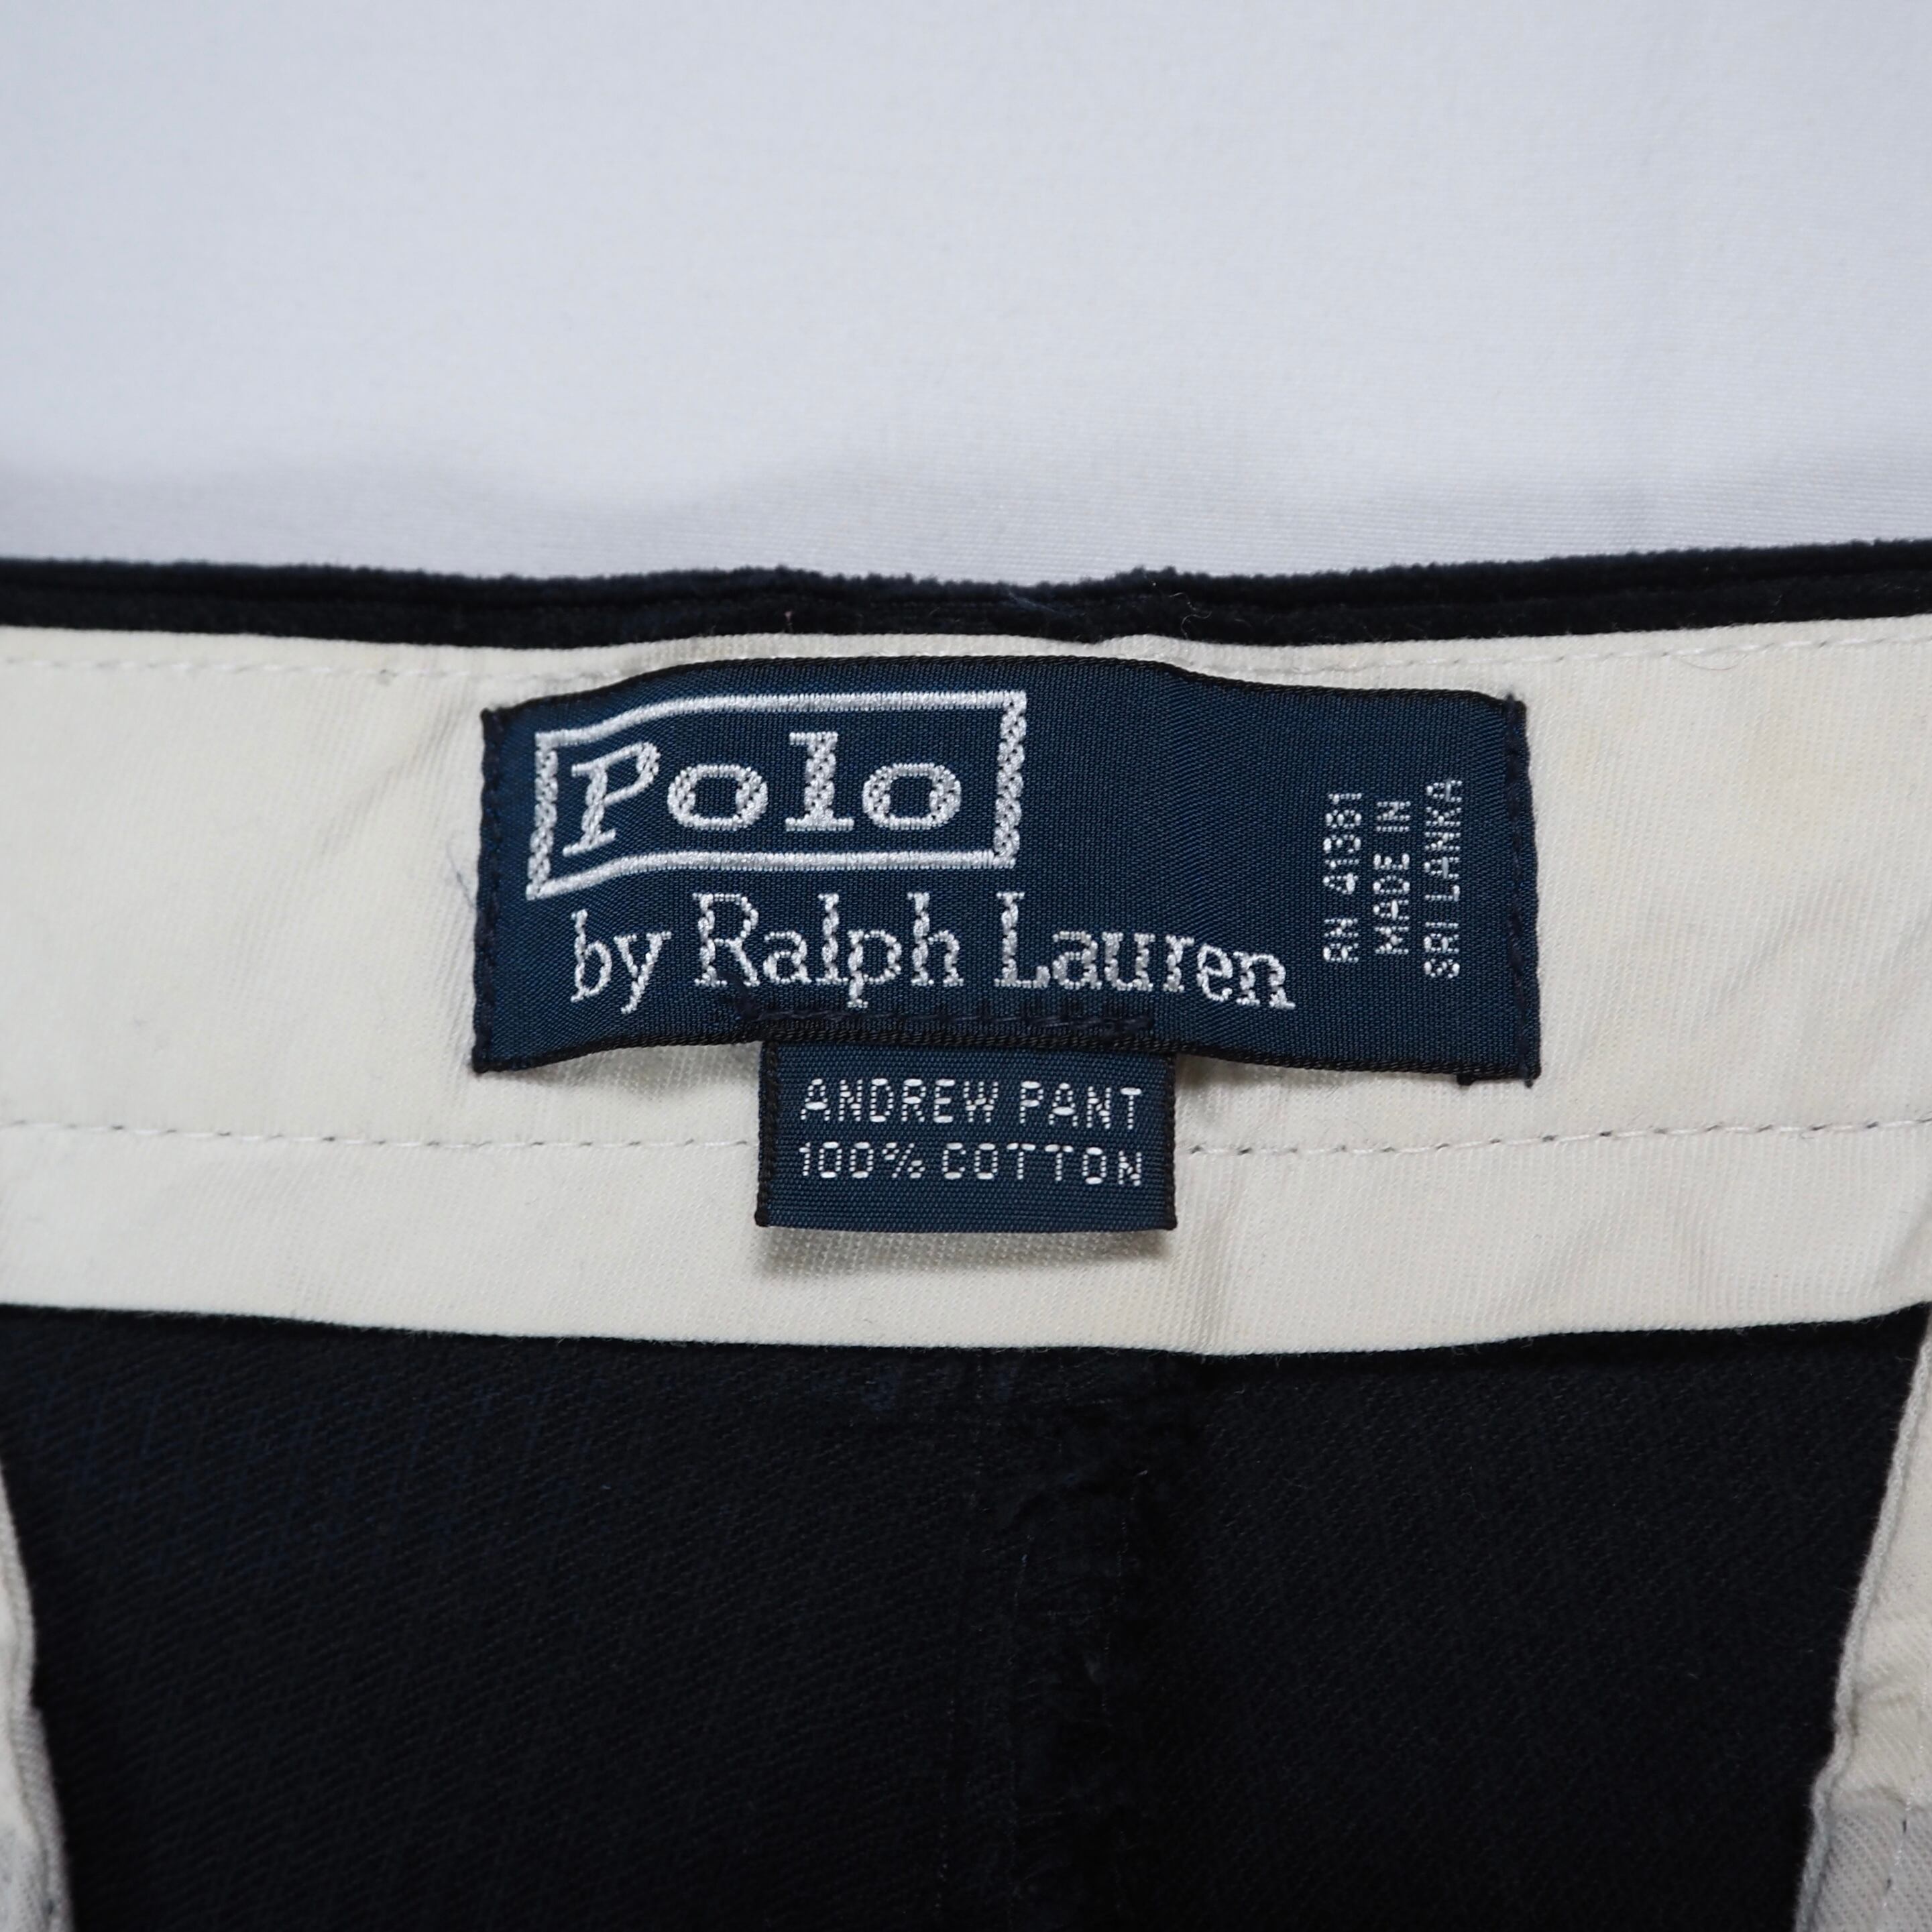 Polo
by Ralph Lauren
RN 41381
MADE IN
SRI LANKA
ANDREW PANT
100% COTTON